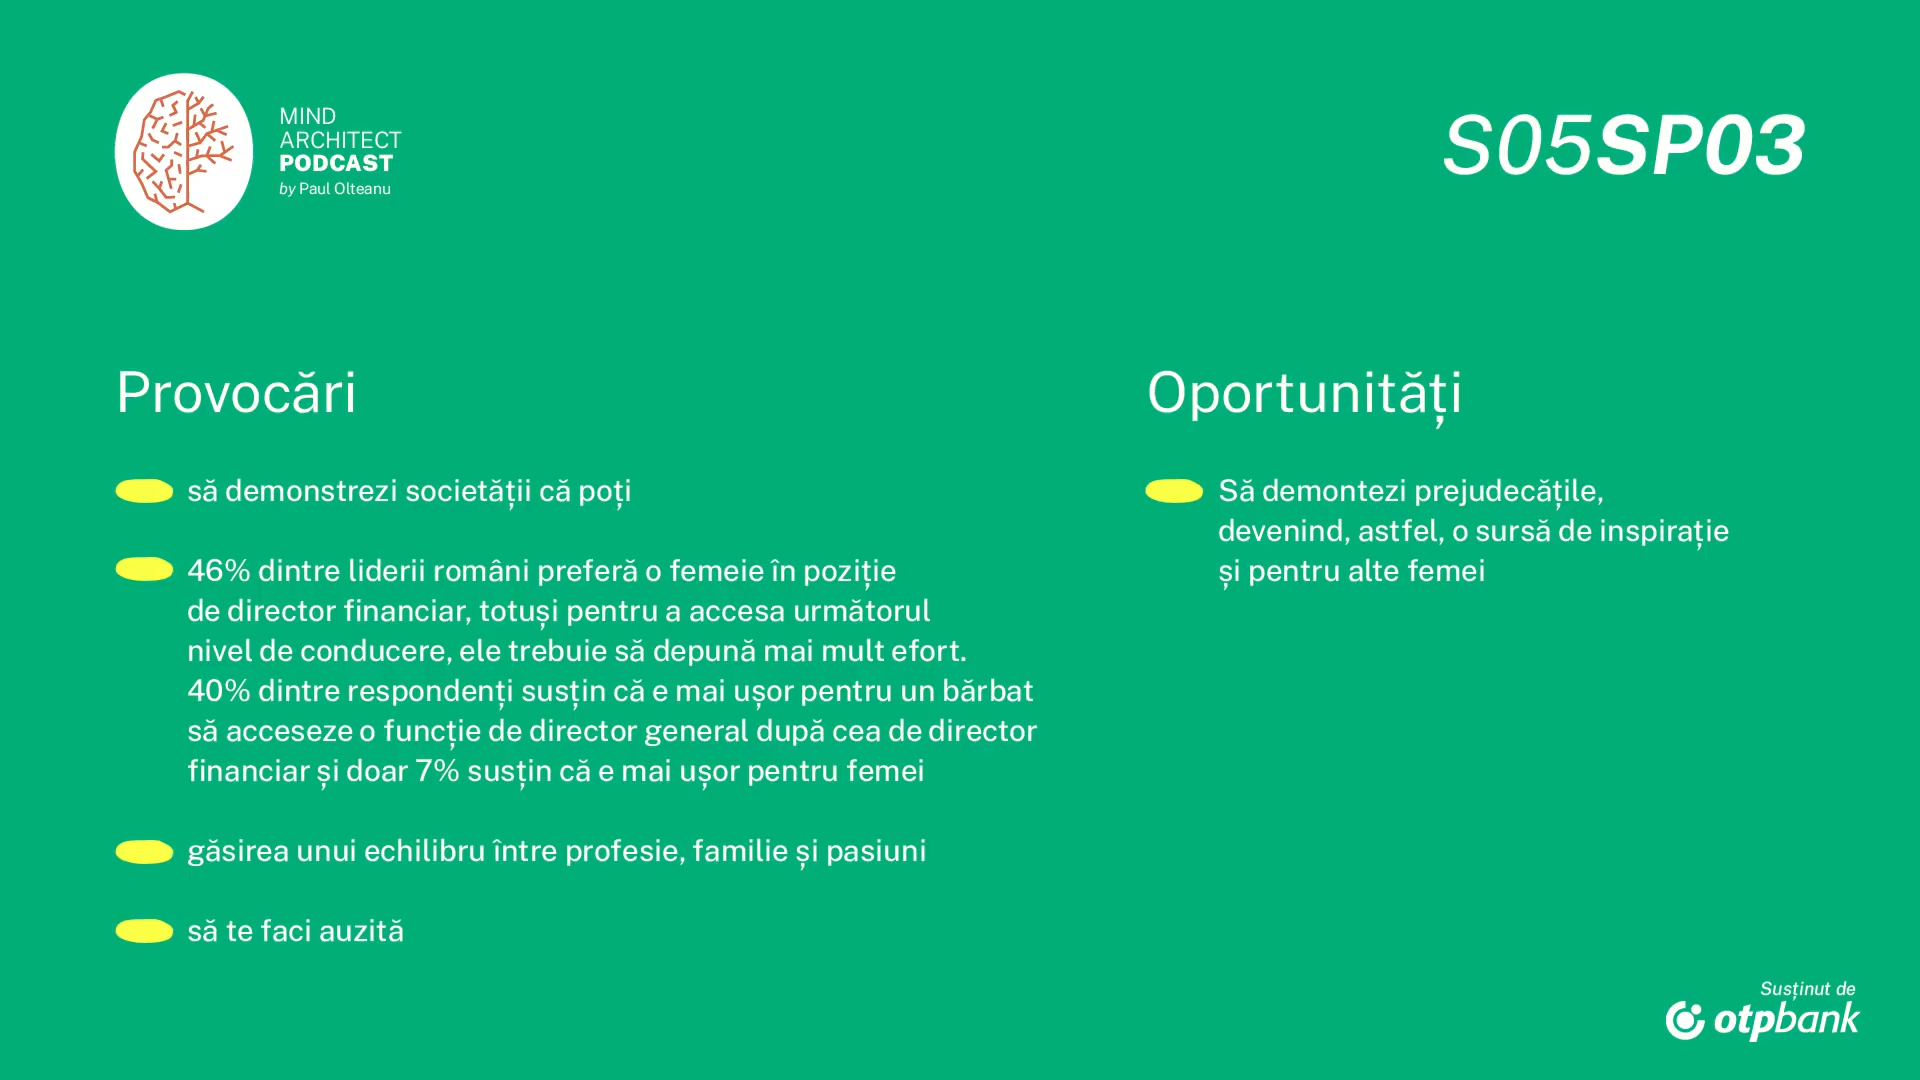 MIND
ARCHITECT
PODCAST
by Paul Olteanu
S05SP03
Provocări
să demonstrezi societății că poți
46% dintre liderii români preferă o femeie în poziție
de director financiar, totuși pentru a accesa următorul
nivel de conducere, ele trebuie să depună mai mult efort.
40% dintre respondenți susțin că e mai ușor pentru un bărbat
să acceseze o funcție de director general după cea de director
financiar și doar 7% susțin că e mai ușor pentru femei
găsirea unui echilibru între profesie, familie și pasiuni
să te faci auzită
Oportunități
Să demontezi prejudecățile,
devenind, astfel, o sursă de inspirație
și pentru alte femei
Susținut de
otpbank